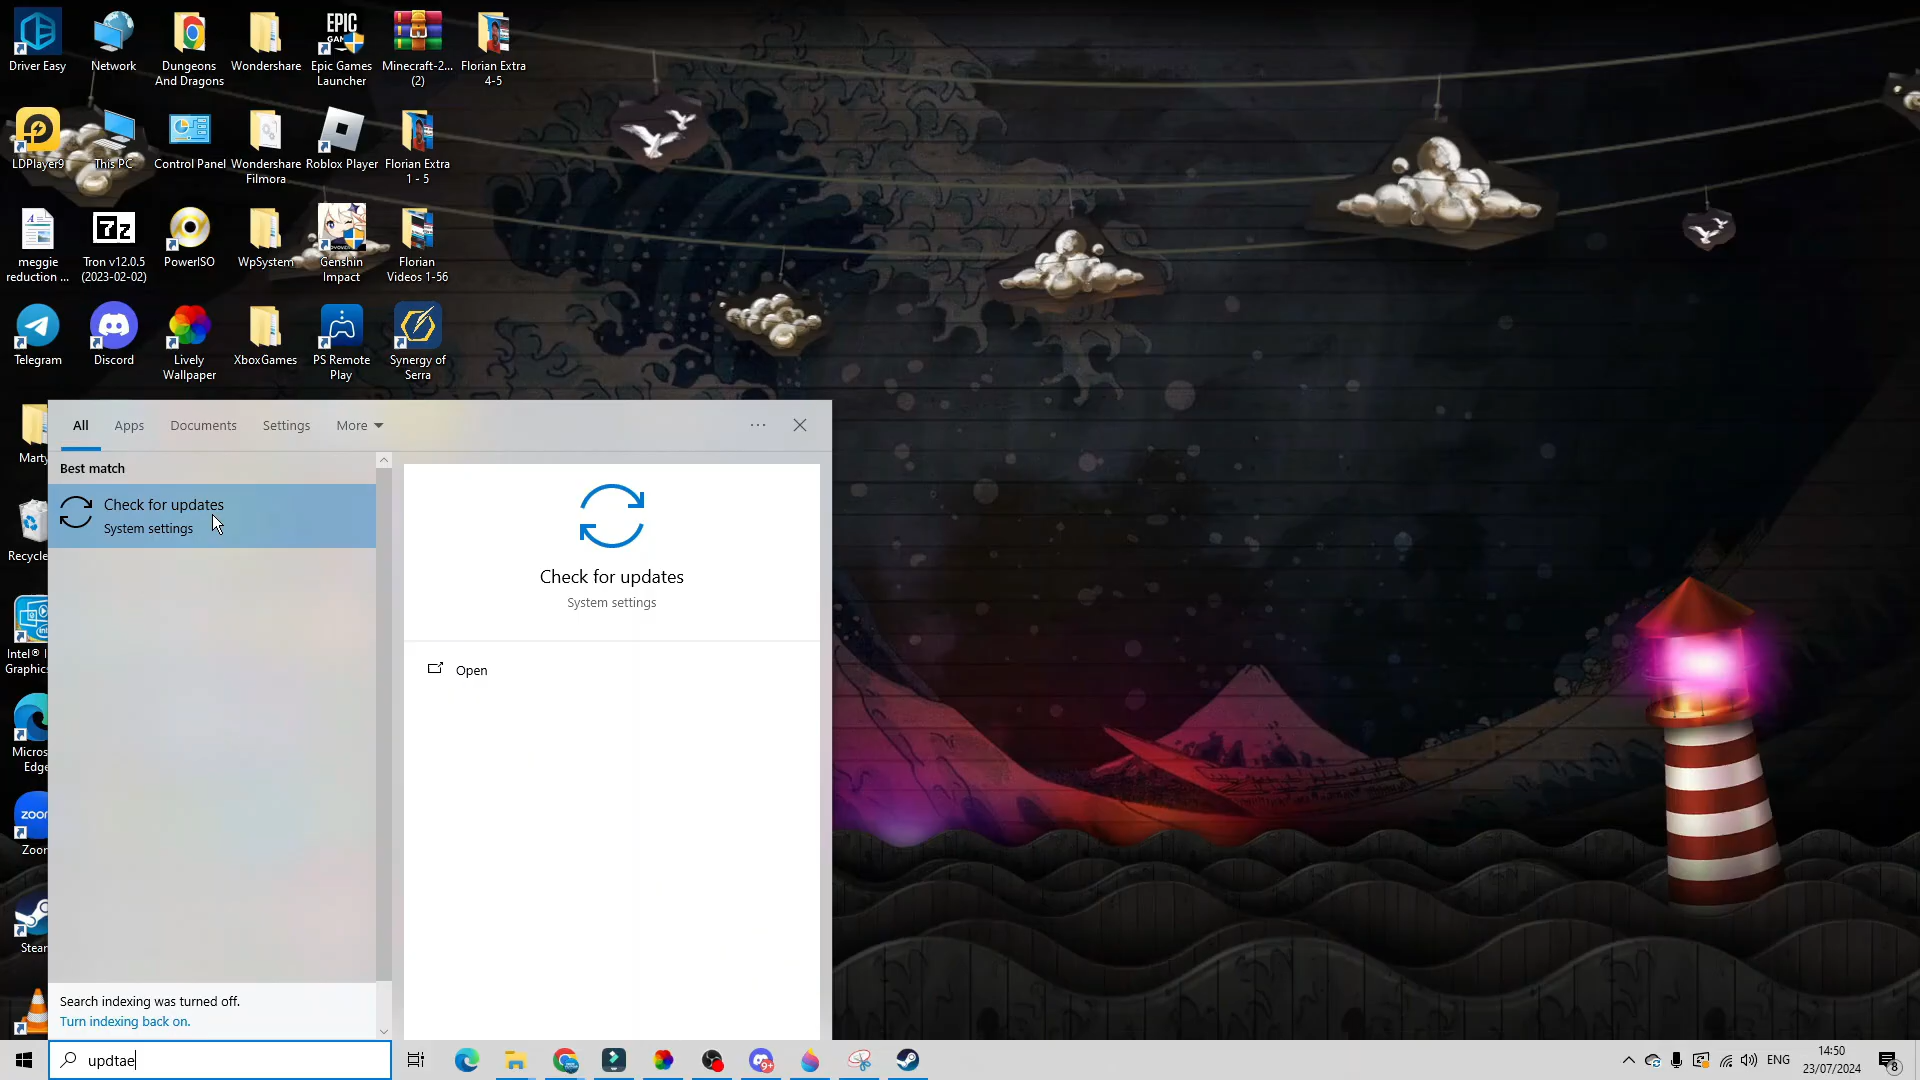 Driver Easy
Network
Dungeons
And Dragons
Wondershare
EPIC
GAM
Epic Games
Launcher
Minecraft-2...
(2)
Florian Extra
4-5
LDPlayer9
This PC
Control Panel
Wondershare
Filmora
Roblox Player
Florian Extra
1 - 5
meggie
reduction ...
7z
Tron v12.0.5
(2023-02-02)
PowerISO
WpSystem
Genshin
Impact
Florian
Videos 1-56
Telegram
Discord
Lively
Wallpaper
XboxGames
PS Remote
Play
Synergy of
Serra
Marty
Recycle
Intel® I
Graphics
Micros
Edge
zoom
Zoom
Stear
All
Apps
Documents
Settings
More
Best match
Check for updates
System settings
Check for updates
System settings
Open
Search indexing was turned off.
Turn indexing back on.
updtae
9+
ENG
14:50
23/07/2024
8